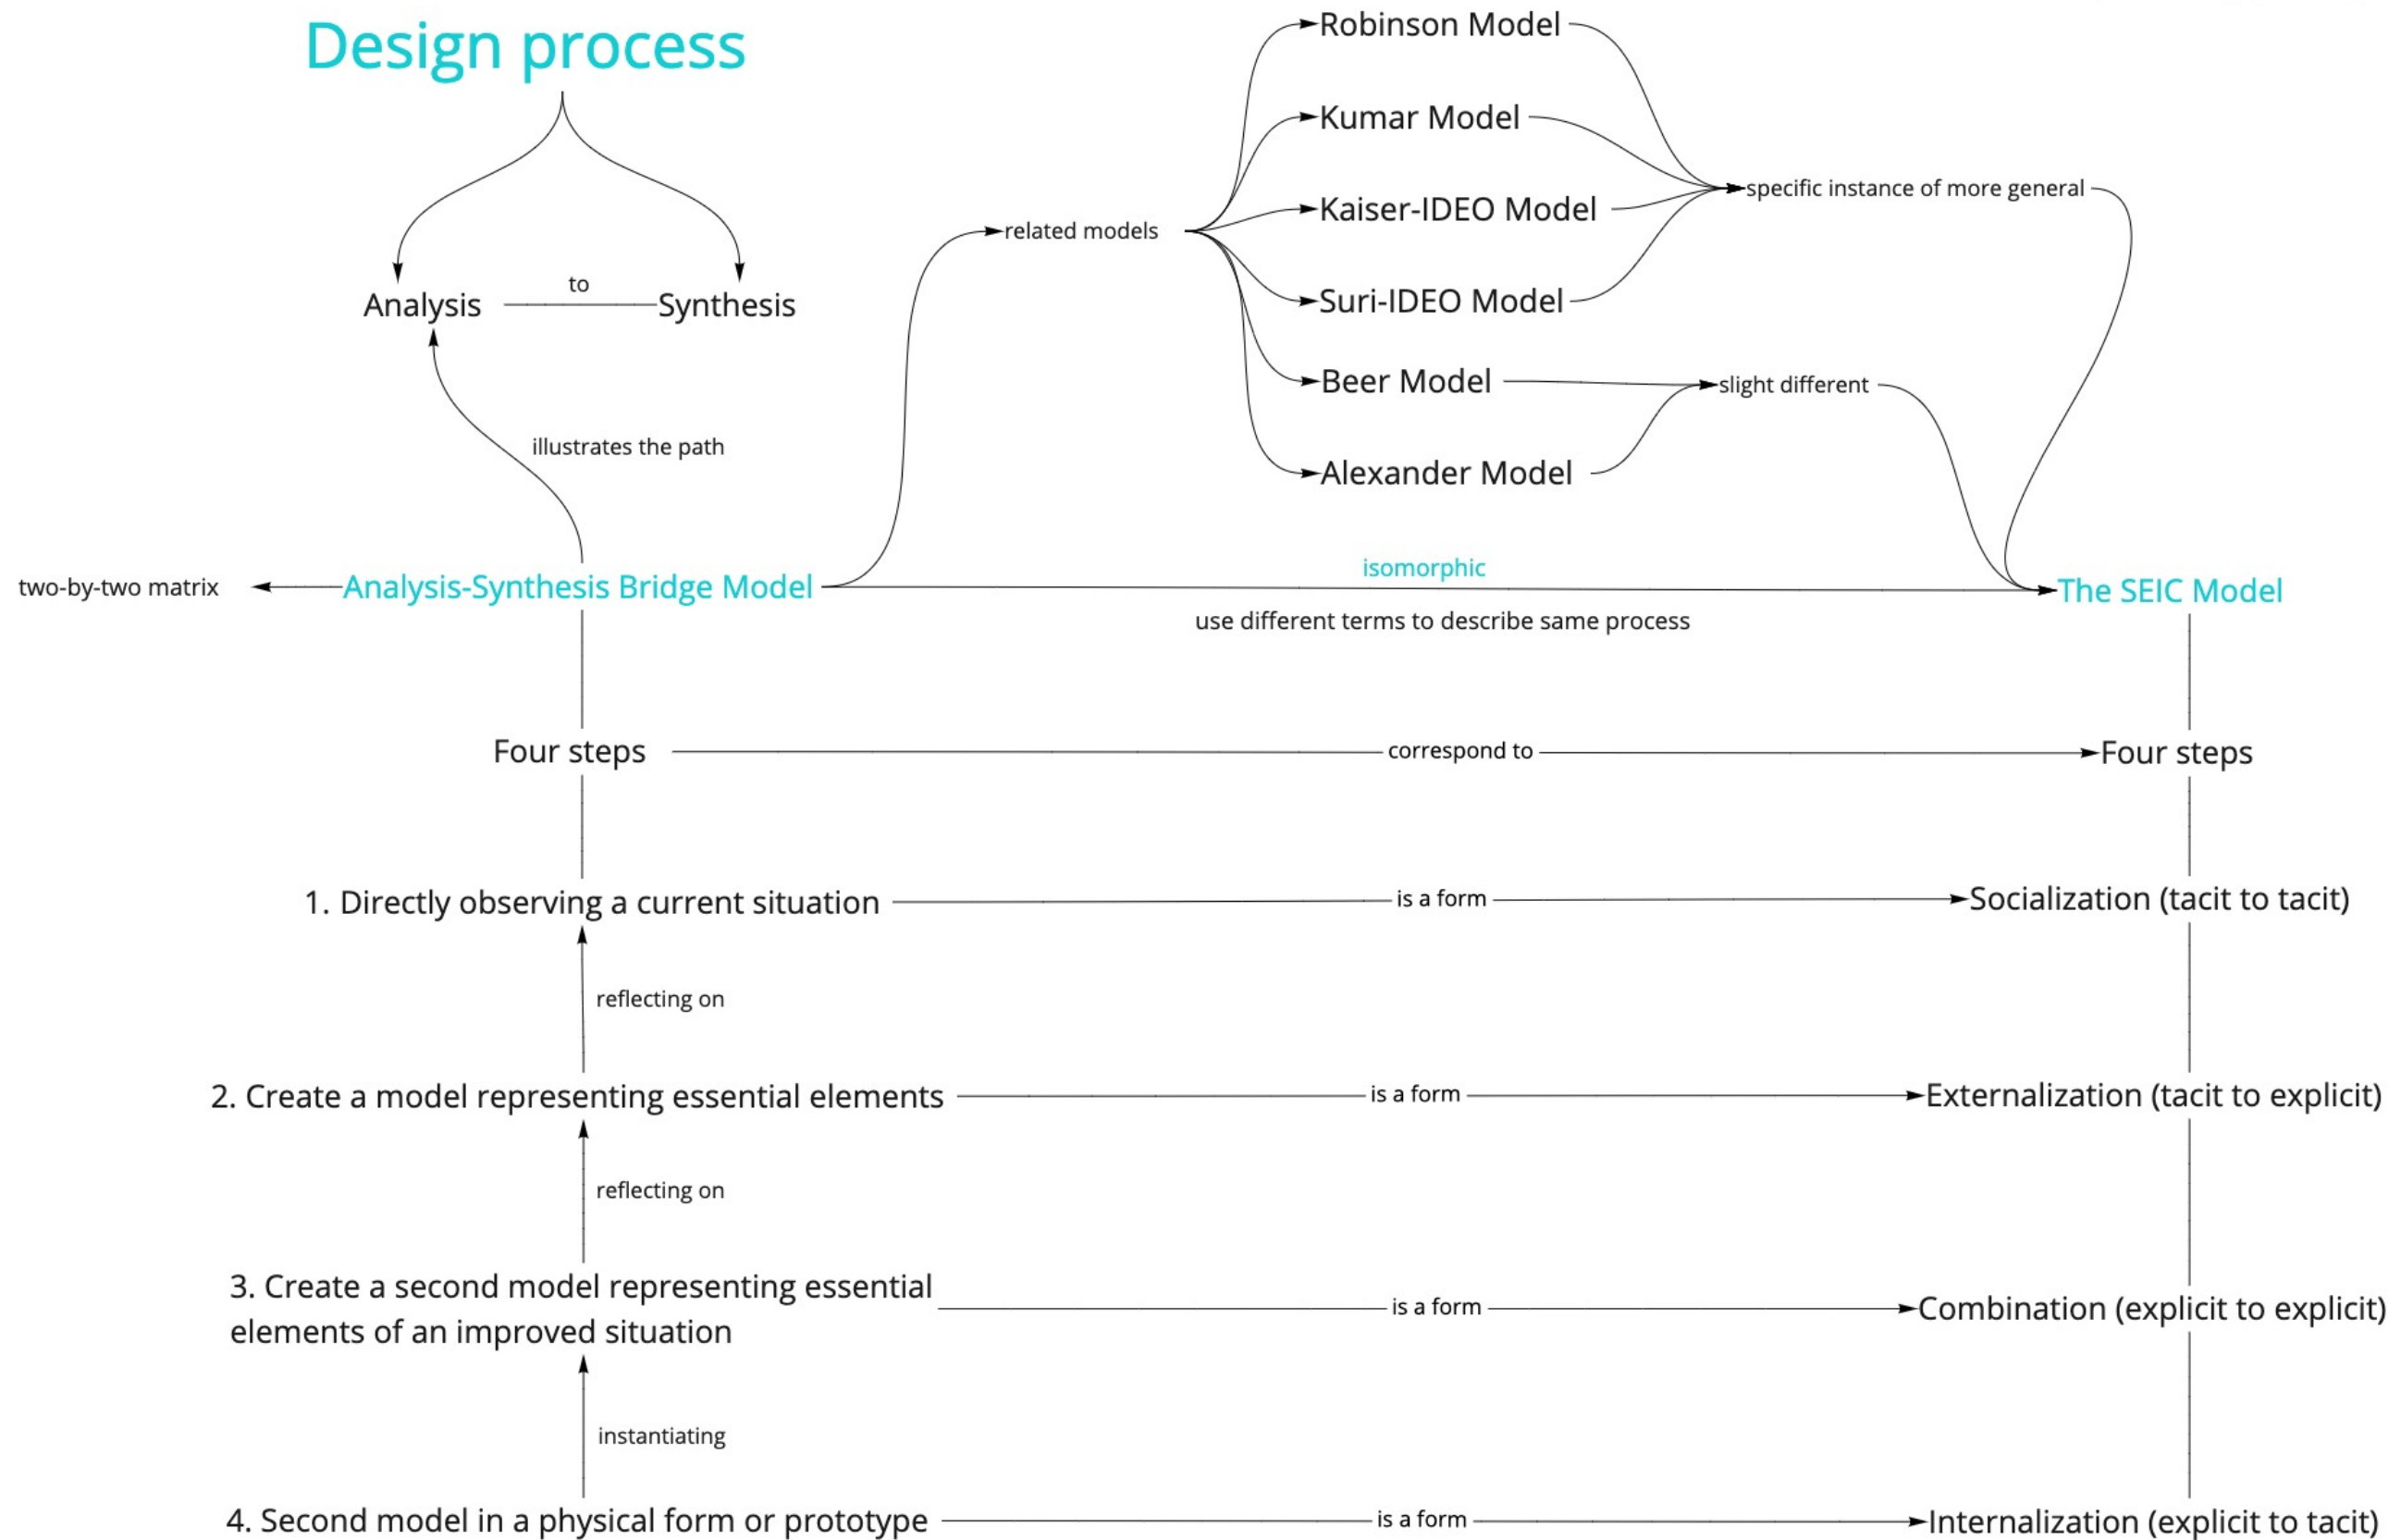 Design process
Analysis
to
Synthesis
illustrates the path
two-by-two matrix
Analysis-Synthesis Bridge Model
related models
Robinson Model
Kumar Model
Kaiser-IDEO Model
Suri-IDEO Model
Beer Model
Alexander Model
specific instance of more general
slight different
isomorphic
use different terms to describe same process
The SEIC Model
Four steps
correspond to
Four steps
1. Directly observing a current situation
is a form
Socialization (tacit to tacit)
reflecting on
2. Create a model representing essential elements
is a form
Externalization (tacit to explicit)
reflecting on
3. Create a second model representing essential
elements of an improved situation
is a form
Combination (explicit to explicit)
instantiating
4. Second model in a physical form or prototype
is a form
Internalization (explicit to tacit)